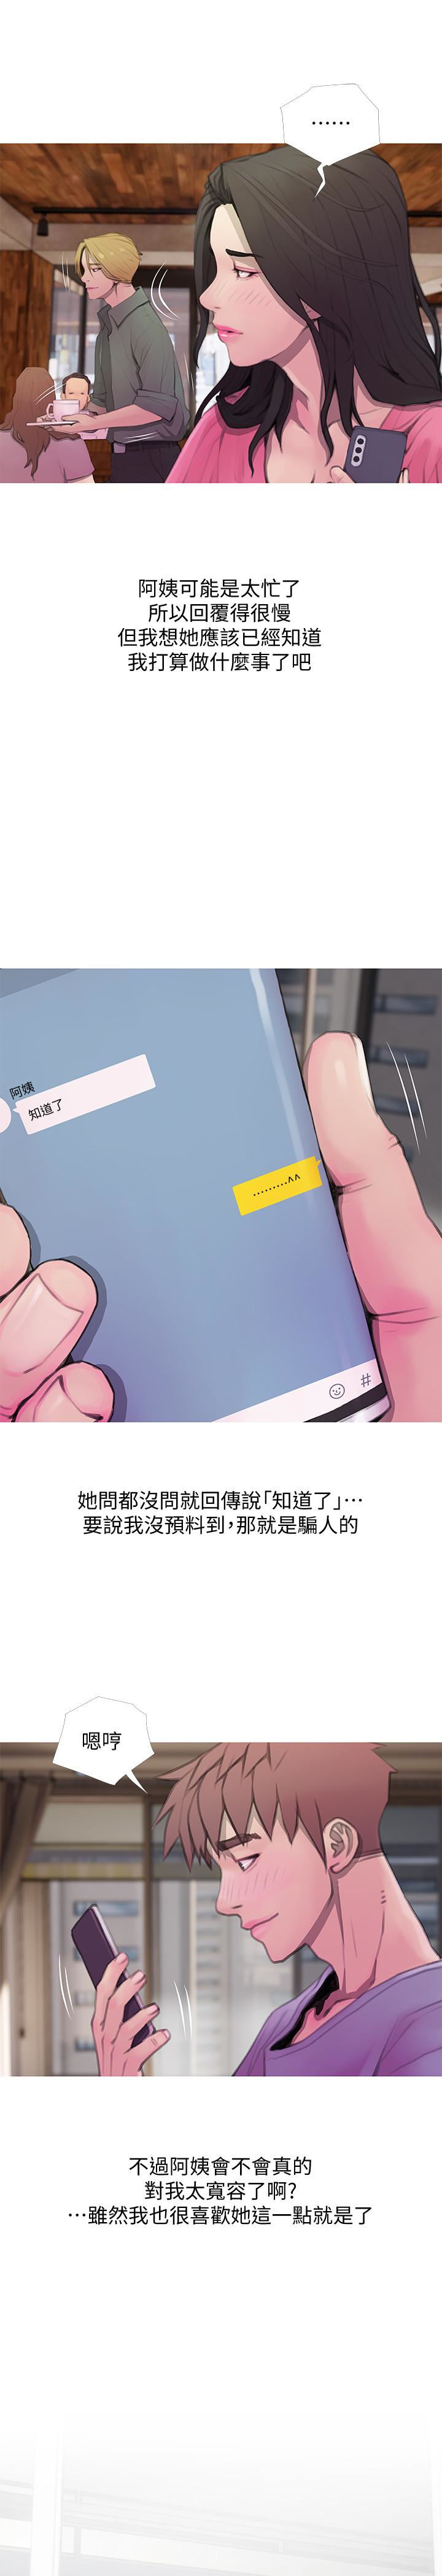 ……
阿姨可能是太忙了
所以回覆得很慢
但我想她應該已經知道
我打算做什麼事了吧
阿姨
知道了
………^^
#
她問都沒問就回傳說「知道了」…
要說我沒預料到，那就是騙人的
嗯哼
不過阿姨會不會真的
對我太寬容了啊?
…雖然我也很喜歡她這一點就是了